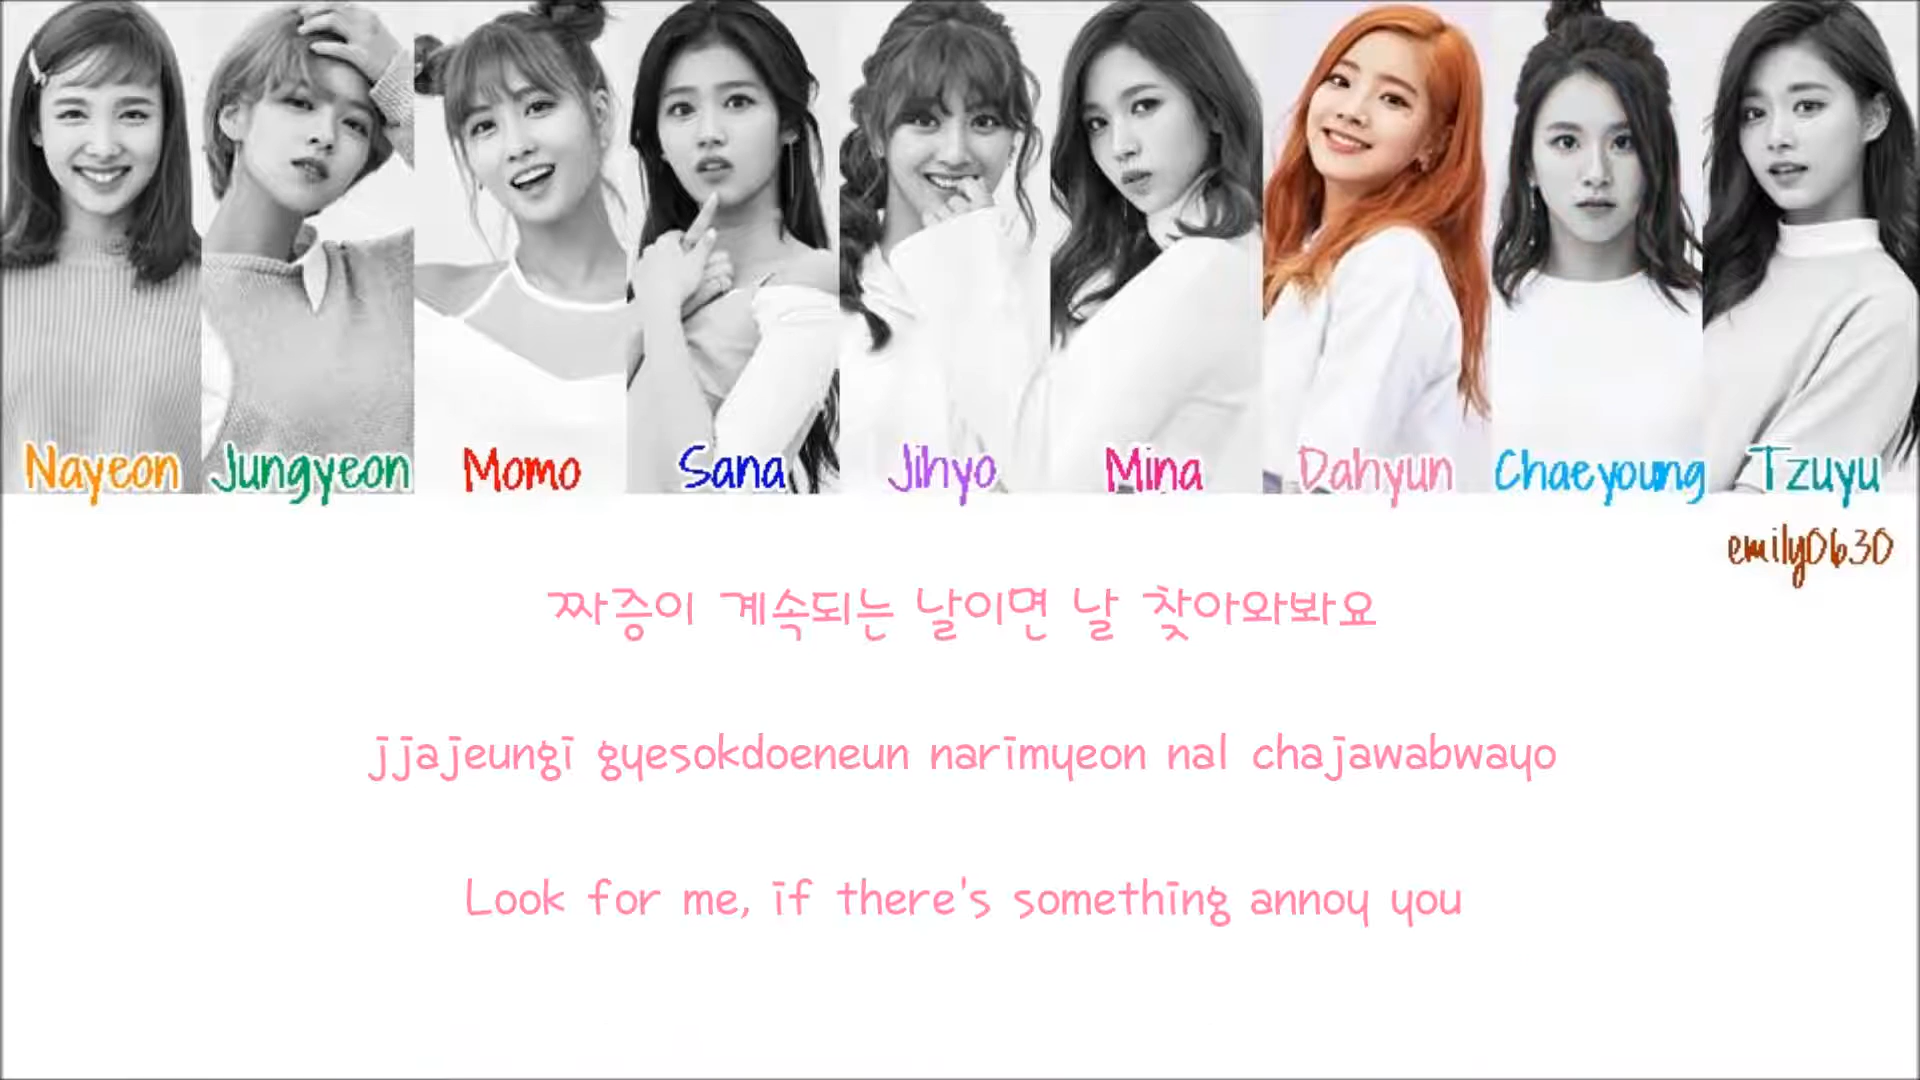 Nayeon Jungyeon Momo Sana Jihyo Mina Dahyun Chaeyoung Tzuyu
emily0630
짜증이 계속되는 날이면 날 찾아와봐요
jjajeungi gyesokdoeneun narimyeon nal chajawabwayo
Look for me, if there's something annoy you